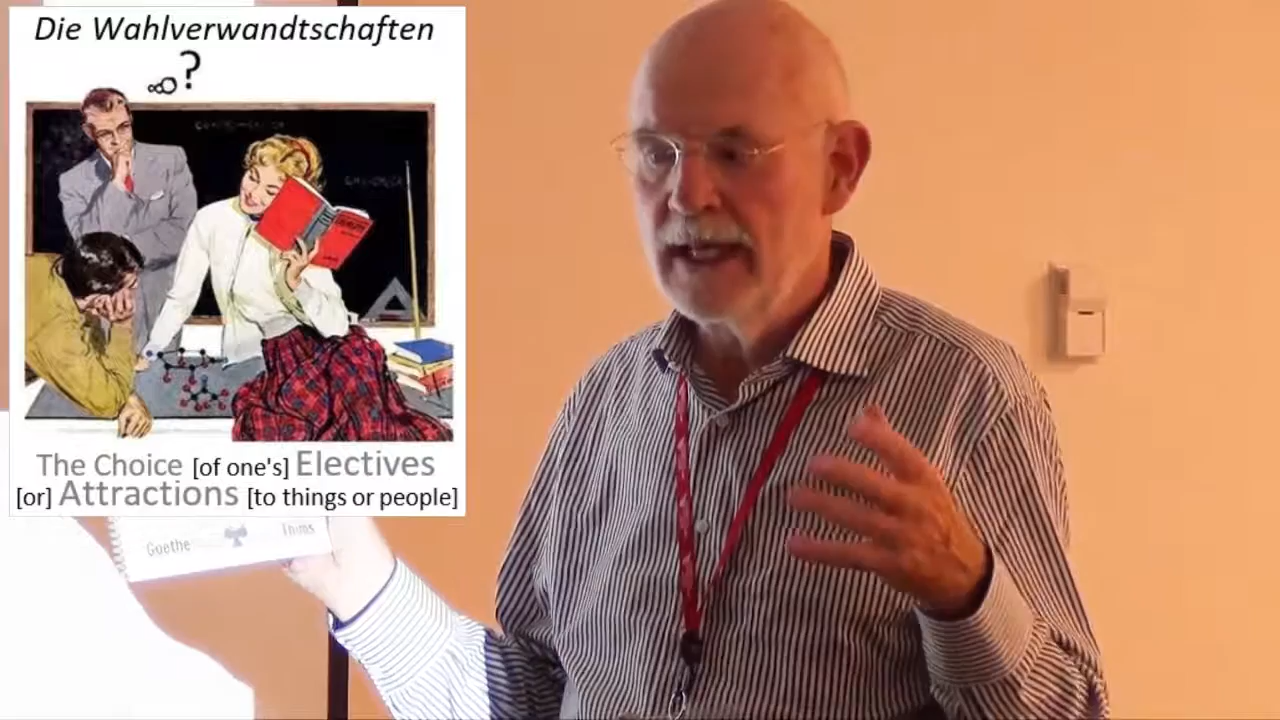 Die Wahlverwandtschaften
?
The Choice [of one's] Electives
[or] Attractions [to things or people]
Goethe Thims